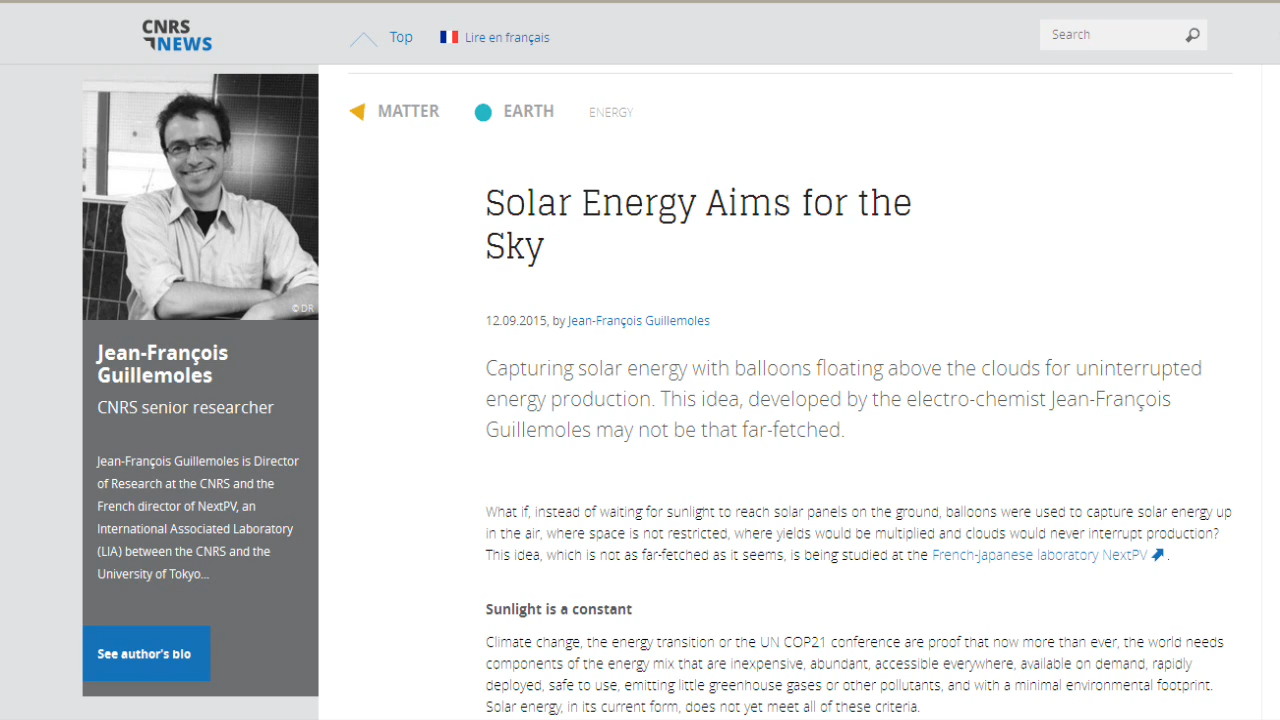 CNRS
NEWS
Top
Lire en français
Search
© DR
Jean-François
Guillemoles
CNRS senior researcher
Jean-François Guillemoles is Director
of Research at the CNRS and the
French director of NextPV, an
International Associated Laboratory
(LIA) between the CNRS and the
University of Tokyo...
See author's bio
MATTER
EARTH
ENERGY
Solar Energy Aims for the
Sky
12.09.2015, by Jean-François Guillemoles
Capturing solar energy with balloons floating above the clouds for uninterrupted
energy production. This idea, developed by the electro-chemist Jean-François
Guillemoles may not be that far-fetched.
What if, instead of waiting for sunlight to reach solar panels on the ground, balloons were used to capture solar energy up
in the air, where space is not restricted, where yields would be multiplied and clouds would never interrupt production?
This idea, which is not as far-fetched as it seems, is being studied at the French-Japanese laboratory NextPV .
Sunlight is a constant
Climate change, the energy transition or the UN COP21 conference are proof that now more than ever, the world needs
components of the energy mix that are inexpensive, abundant, accessible everywhere, available on demand, rapidly
deployed, safe to use, emitting little greenhouse gases or other pollutants, and with a minimal environmental footprint.
Solar energy, in its current form, does not yet meet all of these criteria.